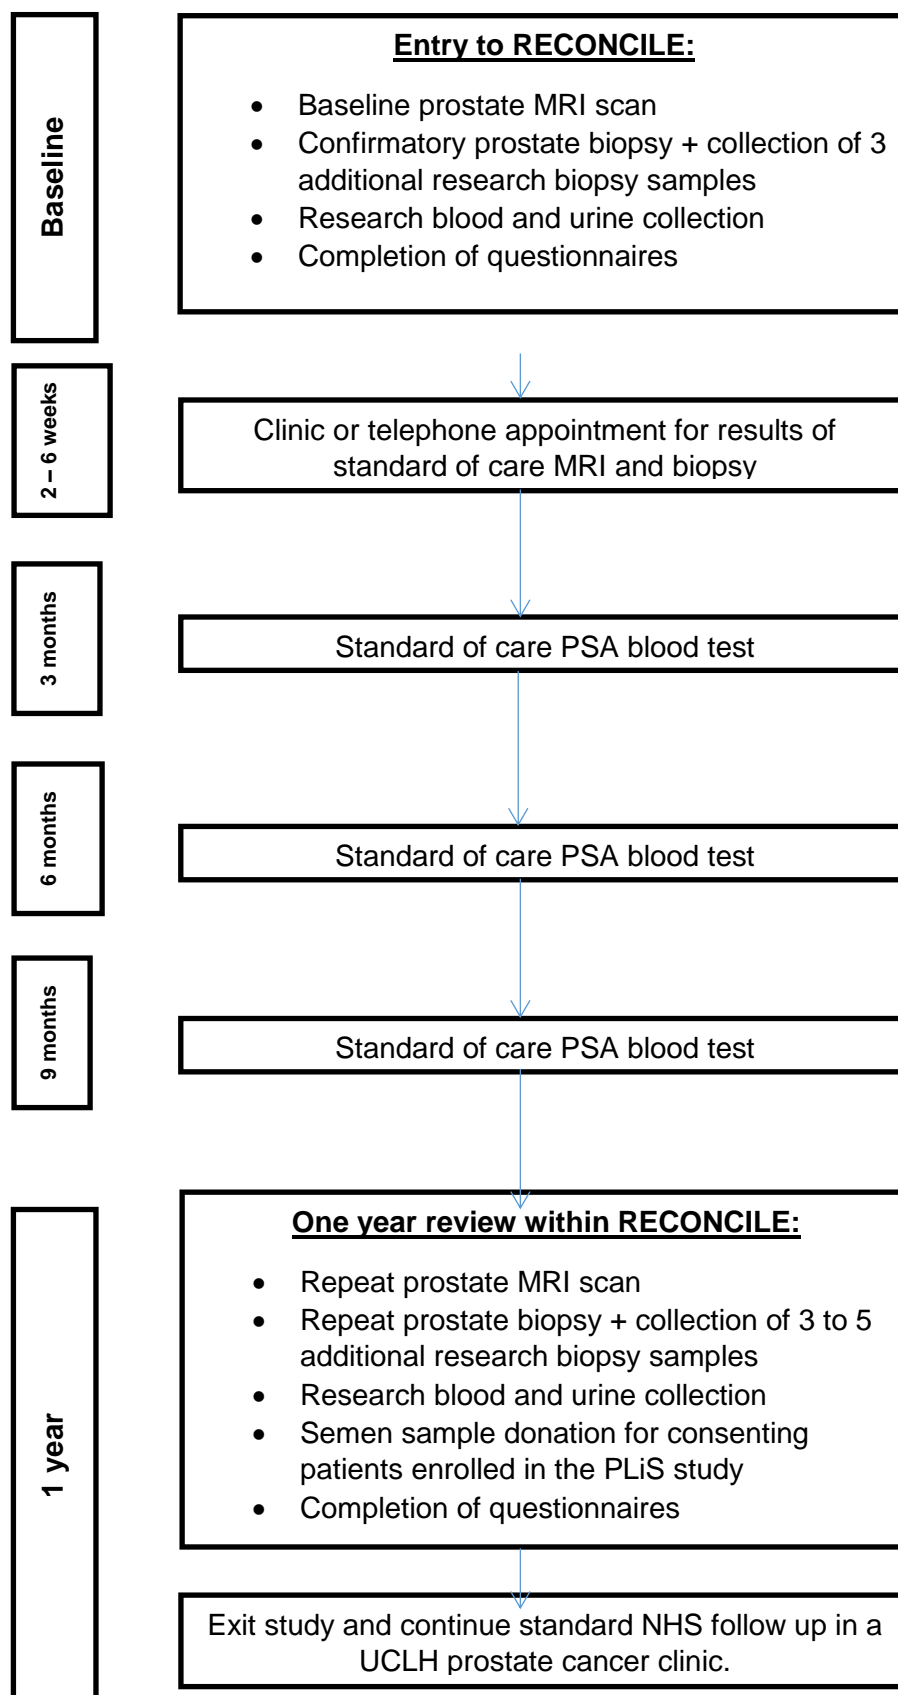 Baseline
Entry to RECONCILE:
• Baseline prostate MRI scan
• Confirmatory prostate biopsy + collection of 3
additional research biopsy samples
• Research blood and urine collection
• Completion of questionnaires
2 – 6 weeks
Clinic or telephone appointment for results of
standard of care MRI and biopsy
3 months
Standard of care PSA blood test
6 months
Standard of care PSA blood test
9 months
Standard of care PSA blood test
1 year
One year review within RECONCILE:
• Repeat prostate MRI scan
• Repeat prostate biopsy + collection of 3 to 5
additional research biopsy samples
• Research blood and urine collection
• Semen sample donation for consenting
patients enrolled in the PLiS study
• Completion of questionnaires
Exit study and continue standard NHS follow up in a
UCLH prostate cancer clinic.